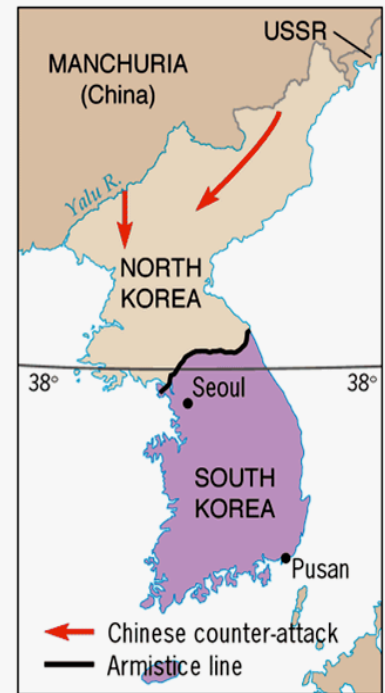 USSR
MANCHURIA
(China)
Yalu R.
NORTH
KOREA
38°
38°
Seoul
SOUTH
KOREA
Pusan
Chinese counter-attack
Armistice line